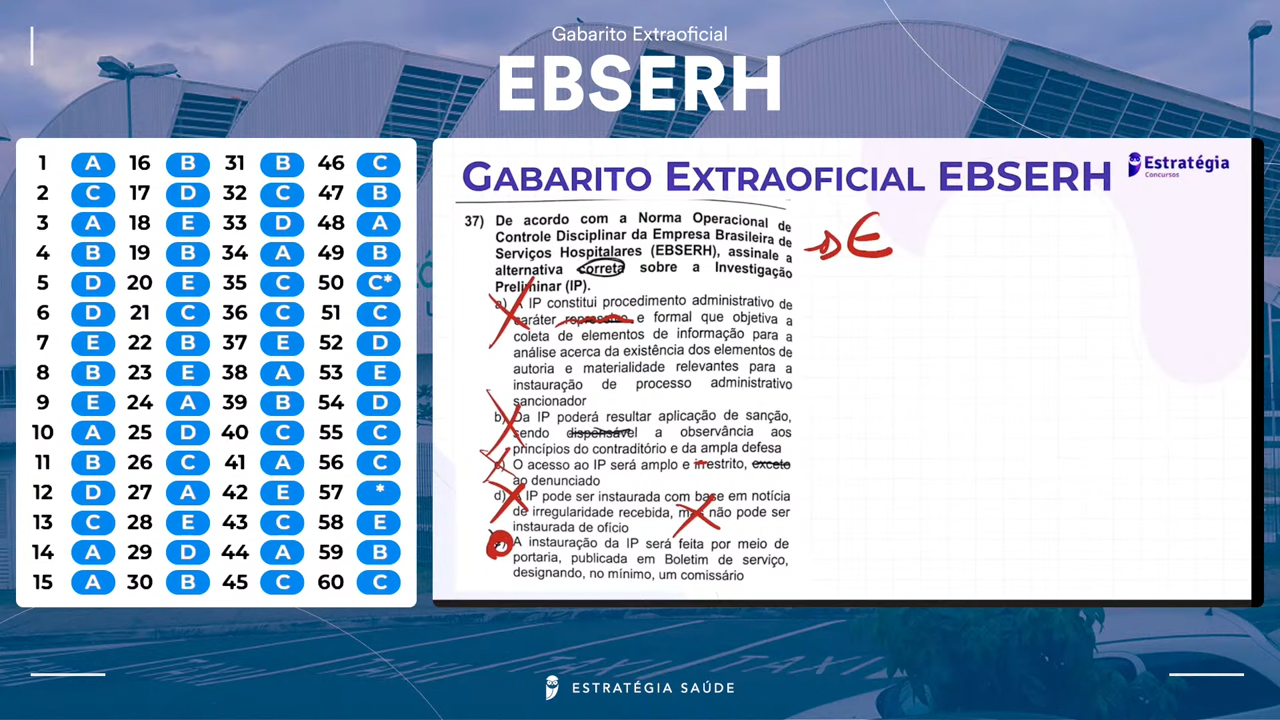 Gabarito Extraoficial
EBSERH
1 A 16 B 31 B 46 C
2 C 17 D 32 C 47 B
3 A 18 E 33 D 48 A
4 B 19 B 34 A 49 B
5 D 20 E 35 C 50 C*
6 D 21 C 36 C 51 C
7 E 22 B 37 E 52 D
8 B 23 E 38 A 53 E
9 E 24 A 39 B 54 D
10 A 25 D 40 C 55 C
11 B 26 C 41 A 56 C
12 D 27 A 42 E 57 *
13 C 28 E 43 C 58 E
14 A 29 D 44 A 59 B
15 A 30 B 45 C 60 C
GABARITO EXTRAOFICIAL EBSERH
Estratégia
Concursos
37) De acordo com a Norma Operacional de
Controle Disciplinar da Empresa Brasileira de
Serviços Hospitalares (EBSERH), assinale a
alternativa correta sobre a Investigação
Preliminar (IP).
E
a) A IP constitui procedimento administrativo de
caráter repressivo e formal que objetiva a
coleta de elementos de informação para a
análise acerca da existência dos elementos de
autoria e materialidade relevantes para a
instauração de processo administrativo
sancionador
b) Da IP poderá resultar aplicação de sanção,
sendo dispensável a observância aos
princípios do contraditório e da ampla defesa
c) O acesso ao IP será amplo e irrestrito, exceto
ao denunciado
d) A IP pode ser instaurada com base em notícia
de irregularidade recebida, mas não pode ser
instaurada de ofício
A instauração da IP será feita por meio de
portaria, publicada em Boletim de serviço,
designando, no mínimo, um comissário
TAXI
ESTRATÉGIA SAÚDE